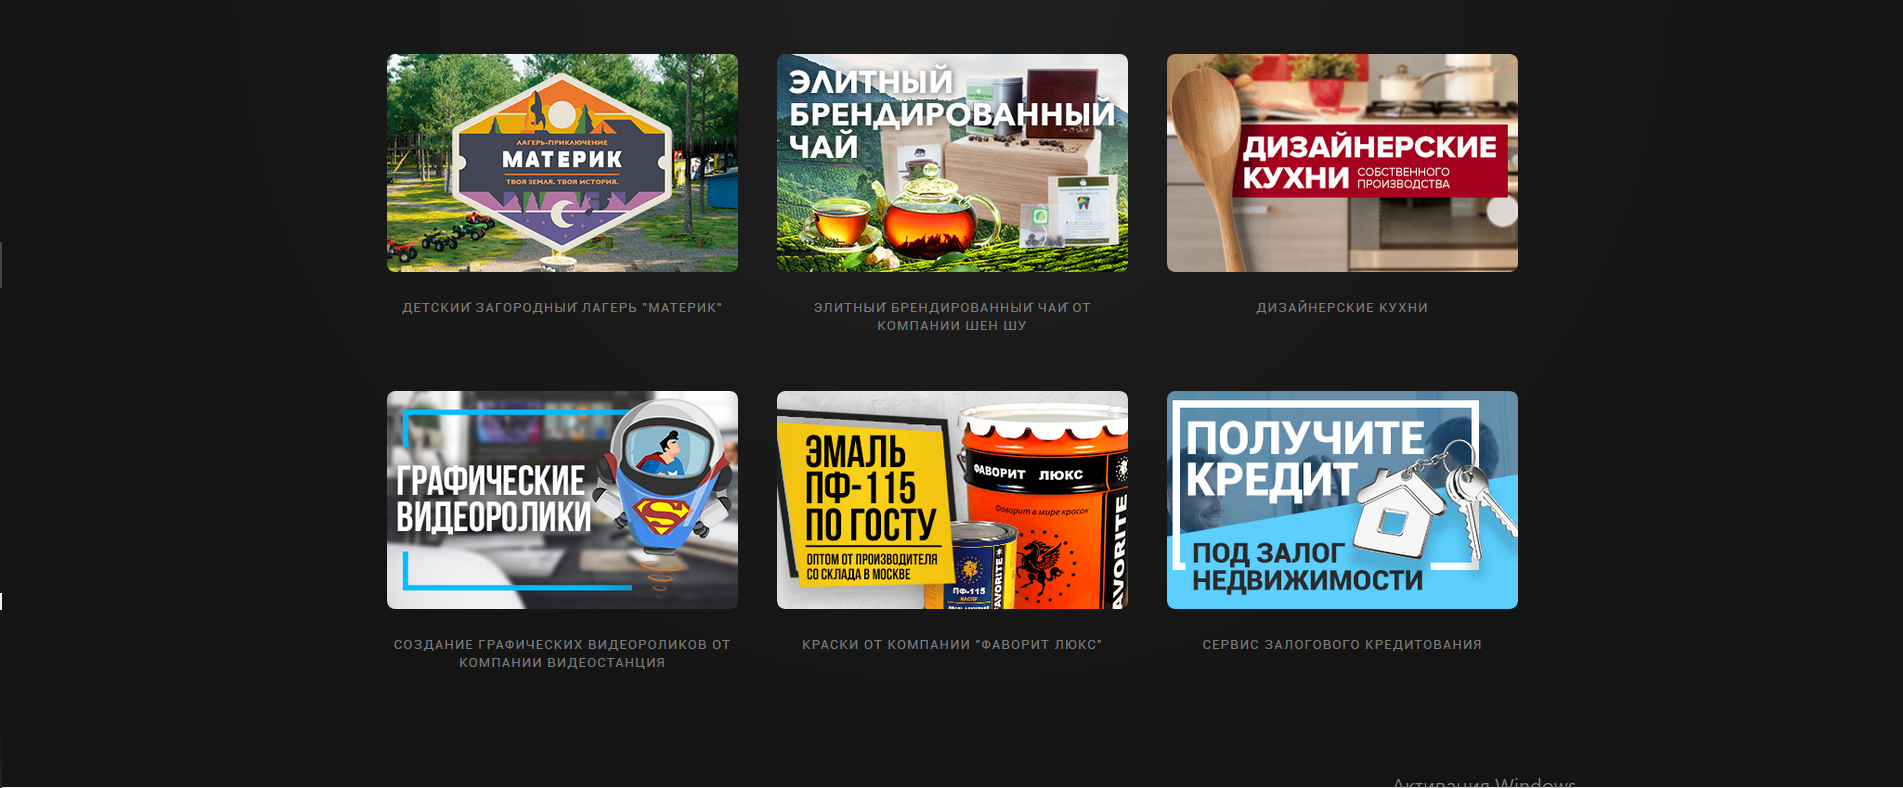 ЛАГЕРЬ-ПРИКЛЮЧЕНИЕ
МАТЕРИК
ТВОЯ ЗЕМЛЯ. ТВОЯ ИСТОРИЯ.
ДЕТСКИЙ ЗАГОРОДНЫЙ ЛАГЕРЬ "МАТЕРИК"
ЭЛИТНЫЙ
БРЕНДИРОВАННЫЙ
ЧАЙ
ЭЛИТНЫЙ БРЕНДИРОВАННЫЙ ЧАЙ ОТ
КОМПАНИИ ШЕН ШУ
ДИЗАЙНЕРСКИЕ
КУХНИ
СОБСТВЕННОГО
ПРОИЗВОДСТВА
ДИЗАЙНЕРСКИЕ КУХНИ
ГРАФИЧЕСКИЕ
ВИДЕОРОЛИКИ
S
СОЗДАНИЕ ГРАФИЧЕСКИХ ВИДЕОРОЛИКОВ ОТ
КОМПАНИИ ВИДЕОСТАНЦИЯ
ЭМАЛЬ
ПФ-115
ПО ГОСТУ
ОПТОМ ОТ ПРОИЗВОДИТЕЛЯ
СО СКЛАДА В МОСКВЕ
ФАВОРИТ ЛЮКС
Фаворит в мире красок
FAVORITE
ПФ-115
МАСТЕР
FAVORITE
КРАСКИ ОТ КОМПАНИИ "ФАВОРИТ ЛЮКС"
ПОЛУЧИТЕ
КРЕДИТ
ПОД ЗАЛОГ
НЕДВИЖИМОСТИ
СЕРВИС ЗАЛОГОВОГО КРЕДИТОВАНИЯ
Активация Windows